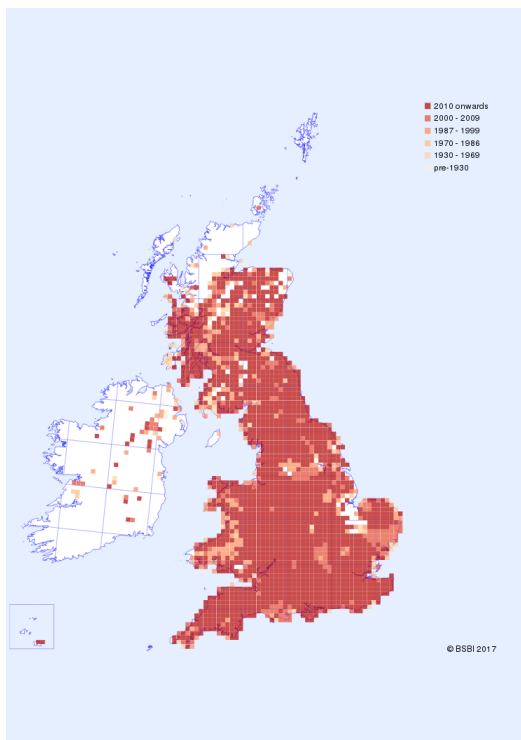 2010 onwards
2000 - 2009
1987 - 1999
1970 - 1986
1930 - 1969
pre-1930
© BSBI 2017